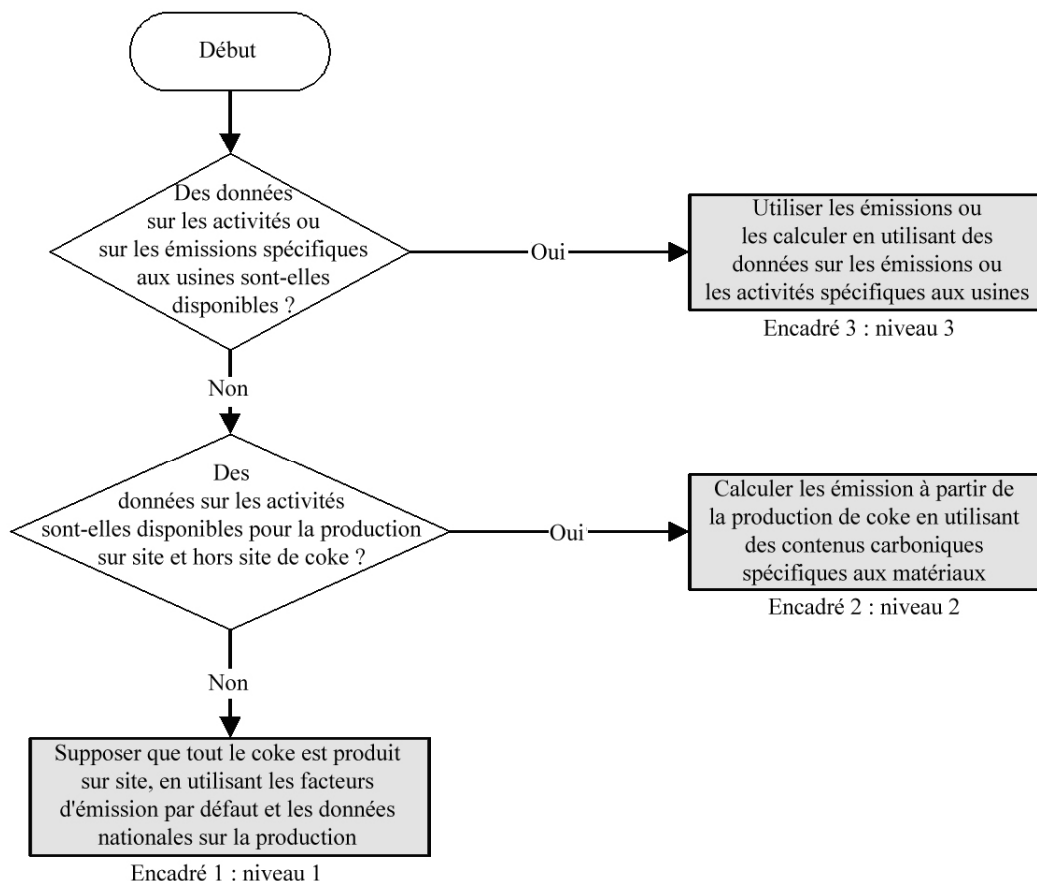 Début
Des données
sur les activités ou
sur les émissions spécifiques
aux usines sont-elles
disponibles ?
Oui
Utiliser les émissions ou
les calculer en utilisant des
données sur les émissions ou
les activités spécifiques aux usines
Encadré 3 : niveau 3
Non
Des
données sur les activités
sont-elles disponibles pour la production
sur site et hors site de coke ?
Oui
Calculer les émission à partir de
la production de coke en utilisant
des contenus carboniques
spécifiques aux matériaux
Encadré 2 : niveau 2
Non
Supposer que tout le coke est produit
sur site, en utilisant les facteurs
d'émission par défaut et les données
nationales sur la production
Encadré 1 : niveau 1